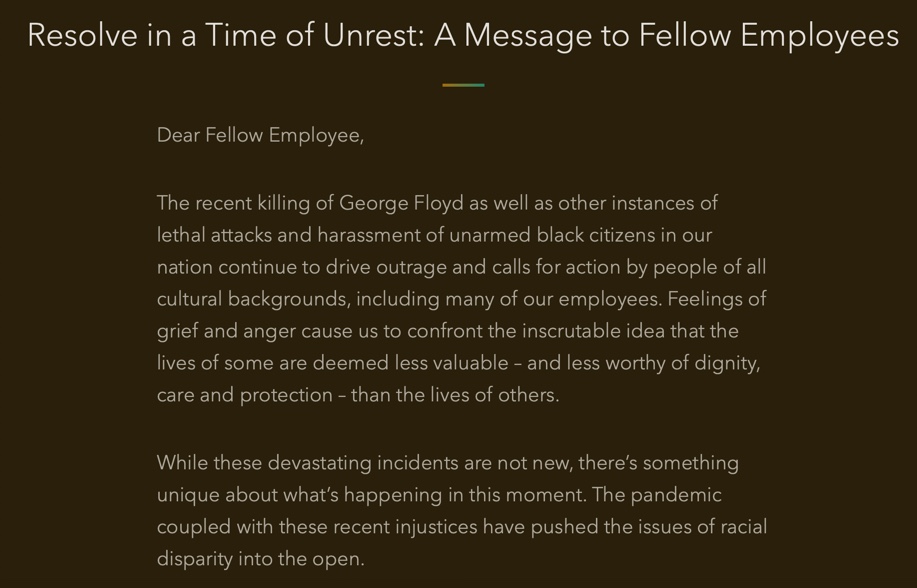 Resolve in a Time of Unrest: A Message to Fellow Employees
Dear Fellow Employee,
The recent killing of George Floyd as well as other instances of
lethal attacks and harassment of unarmed black citizens in our
nation continue to drive outrage and calls for action by people of all
cultural backgrounds, including many of our employees. Feelings of
grief and anger cause us to confront the inscrutable idea that the
lives of some are deemed less valuable – and less worthy of dignity,
care and protection – than the lives of others.
While these devastating incidents are not new, there’s something
unique about what’s happening in this moment. The pandemic
coupled with these recent injustices have pushed the issues of racial
disparity into the open.